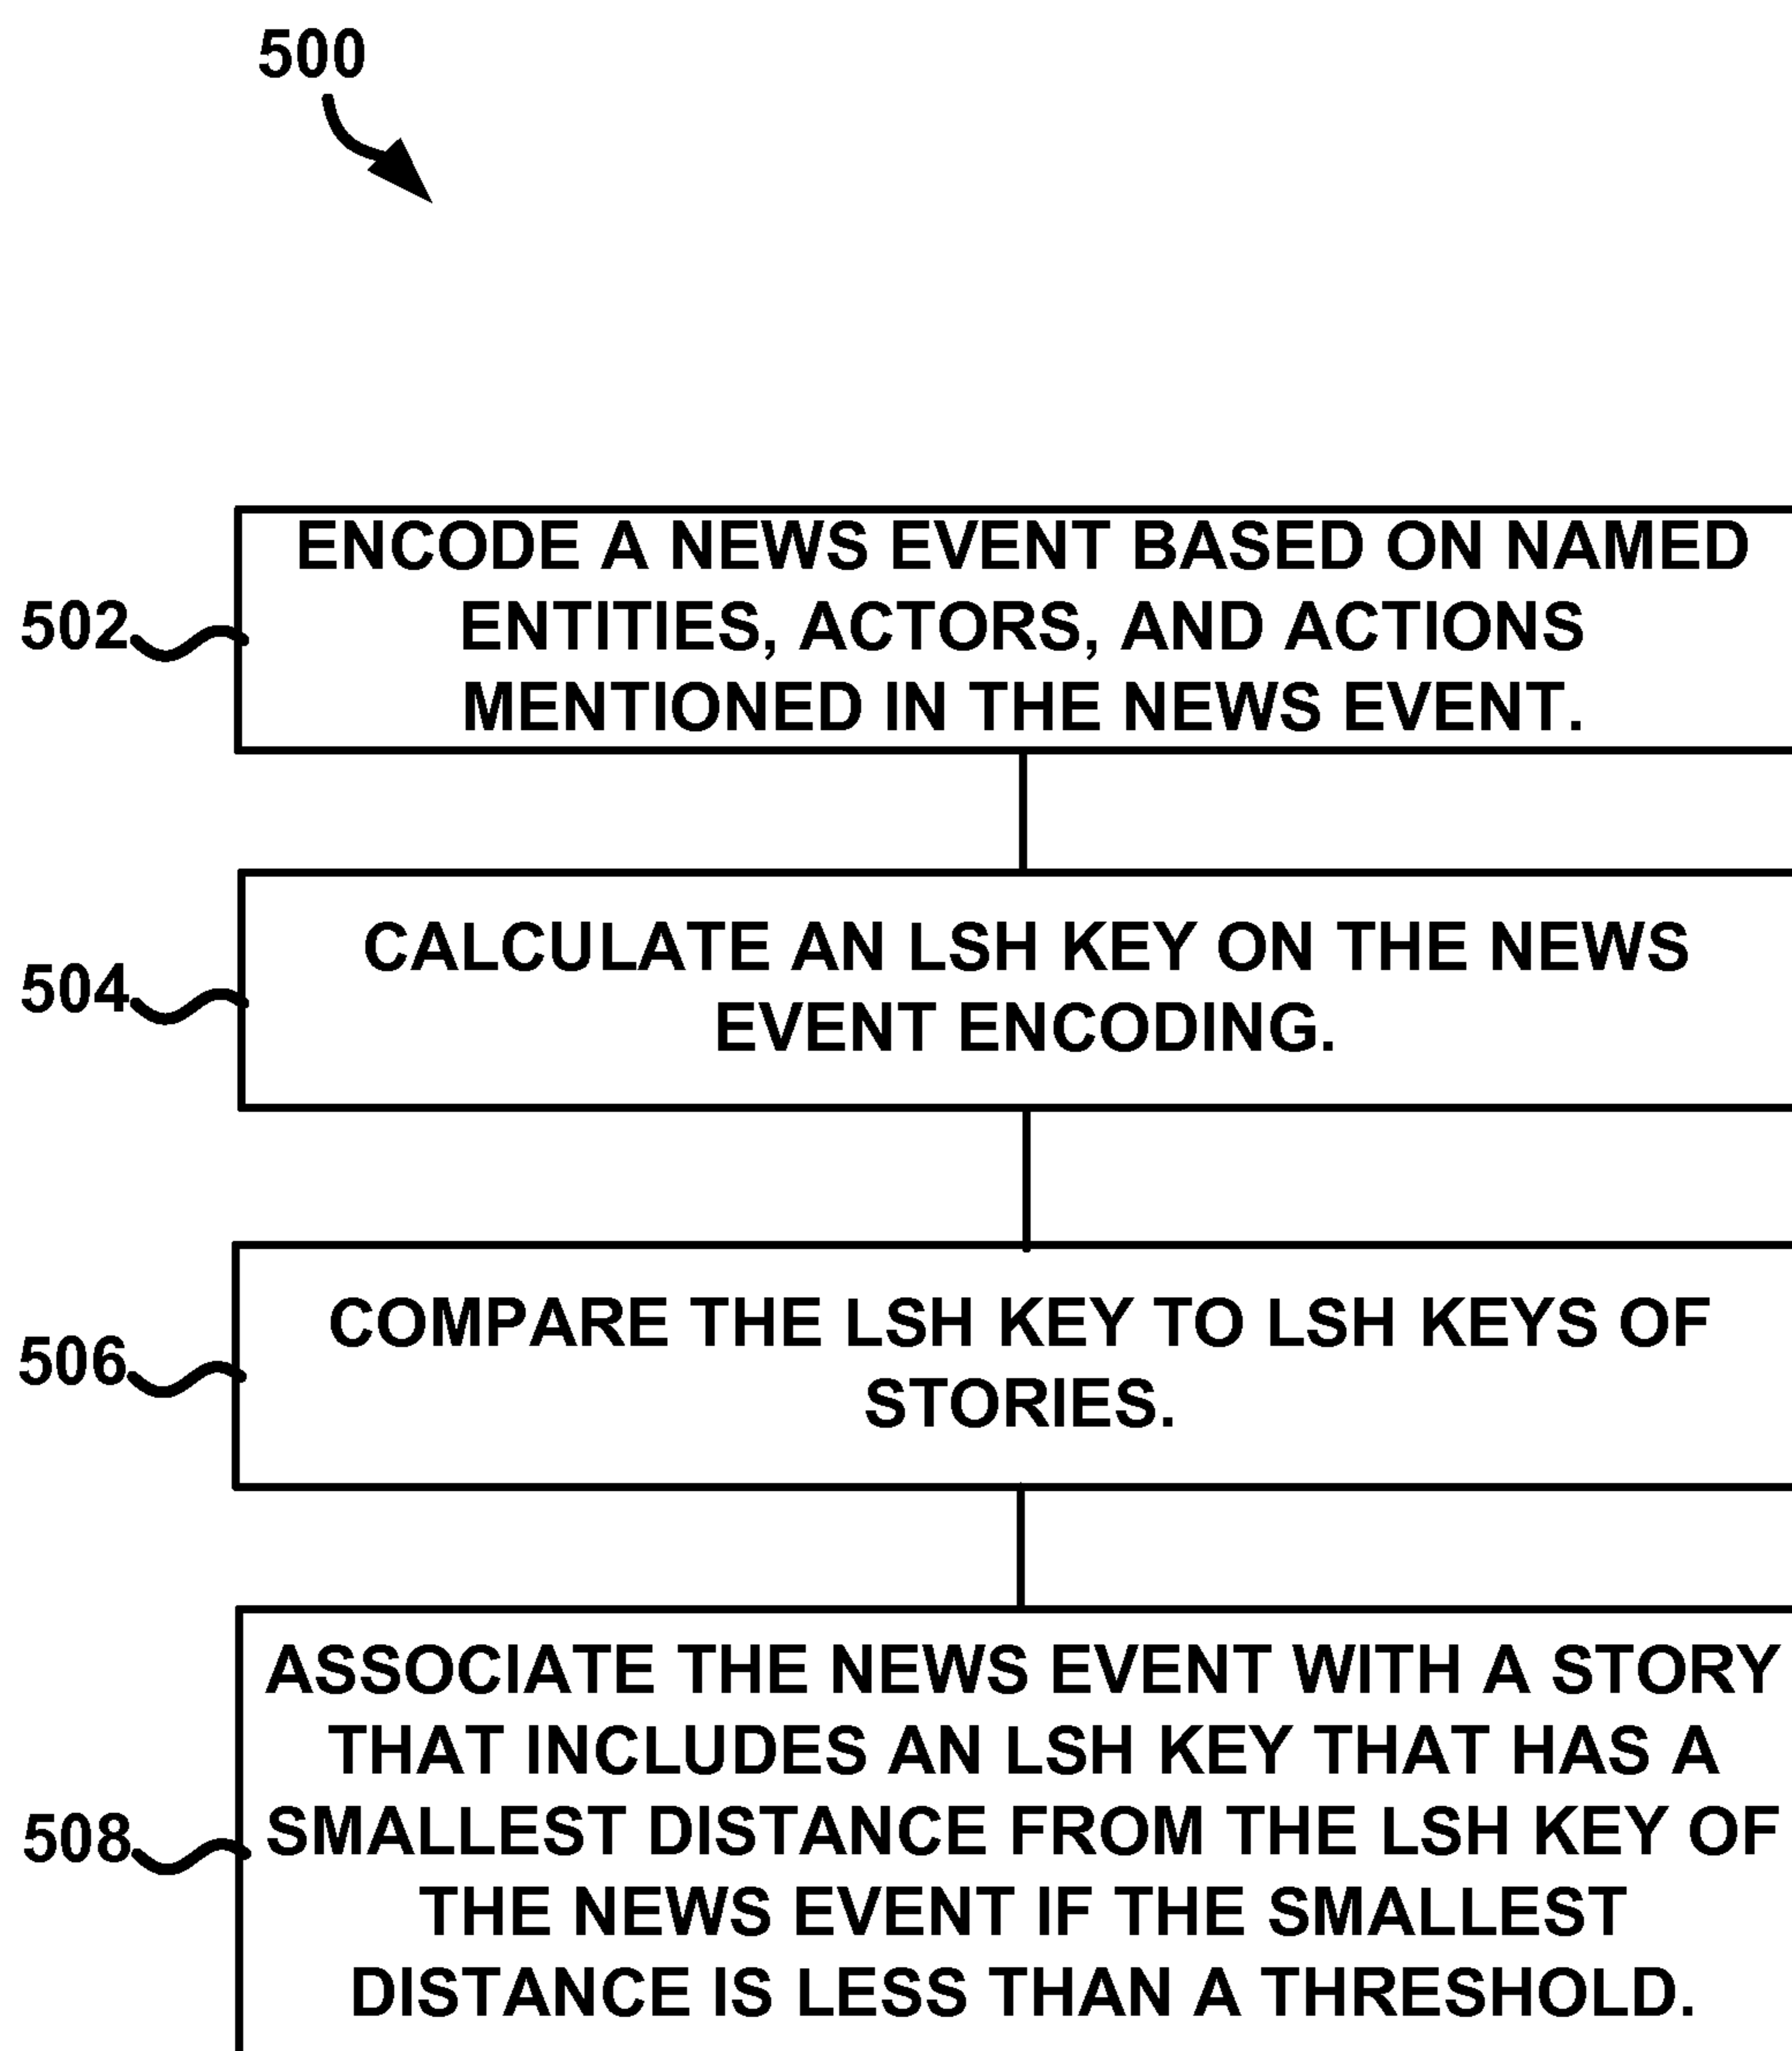 500
502
ENCODE A NEWS EVENT BASED ON NAMED
ENTITIES, ACTORS, AND ACTIONS
MENTIONED IN THE NEWS EVENT.
504
CALCULATE AN LSH KEY ON THE NEWS
EVENT ENCODING.
506
COMPARE THE LSH KEY TO LSH KEYS OF
STORIES.
508
ASSOCIATE THE NEWS EVENT WITH A STORY
THAT INCLUDES AN LSH KEY THAT HAS A
SMALLEST DISTANCE FROM THE LSH KEY OF
THE NEWS EVENT IF THE SMALLEST
DISTANCE IS LESS THAN A THRESHOLD.